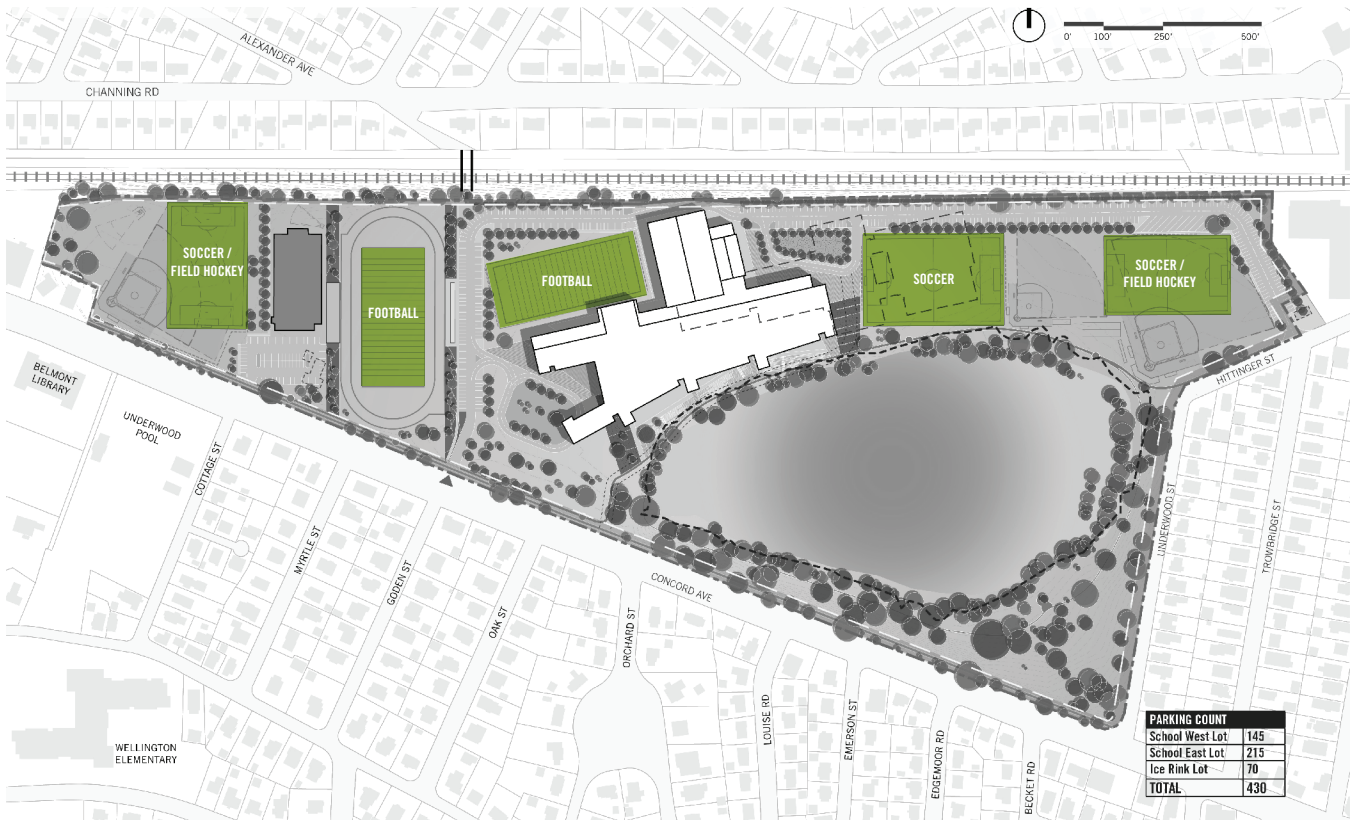 0'
100'
250'
500'
ALEXANDER AVE
CHANNING RD
SOCCER /
FIELD HOCKEY
FOOTBALL
FOOTBALL
SOCCER
SOCCER /
FIELD HOCKEY
HITTINGER ST
BELMONT
LIBRARY
UNDERWOOD
POOL
COTTAGE ST
MYRTLE ST
GODEN ST
OAK ST
ORCHARD ST
CONCORD AVE
UNDERWOOD ST
TROWBRIDGE ST
LOUISE RD
EMERSON ST
EDGEMOOR RD
BECKET RD
WELLINGTON
ELEMENTARY
PARKING COUNT
School West Lot 145
School East Lot 215
Ice Rink Lot 70
TOTAL 430